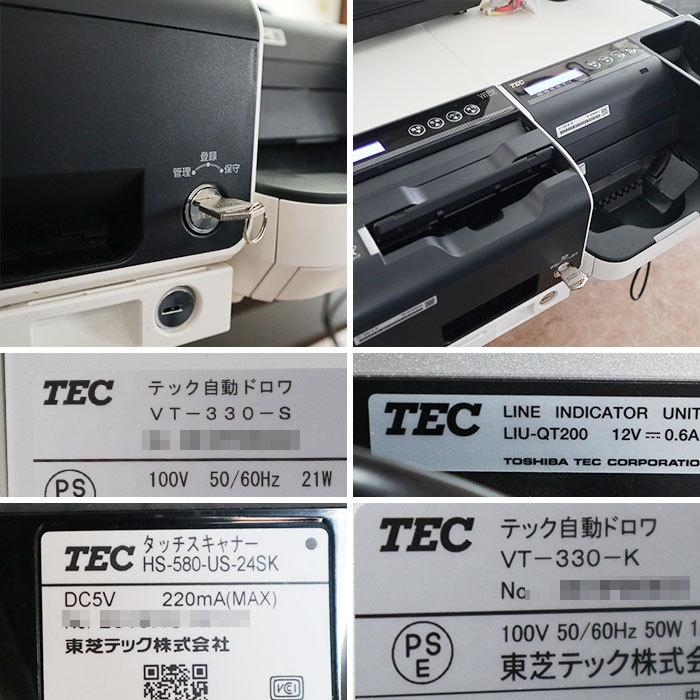 登録
管理
保守
TEC
TEC
テック自動ドロワ
VT-330-S
100V 50/60Hz 21W
PS
TEC
LINE INDICATOR UNIT
LIU-QT200 12V 0.6A
TOSHIBA TEC CORPORATIO
TEC
タッチスキャナー
HS-580-US-24SK
DC5V 220mA(MAX)
東芝テック株式会社
VCI
TEC
テック自動ドロワ
VT-330-K
No.
PS
E
100V 50/60Hz 50W 1
東芝テック株式会